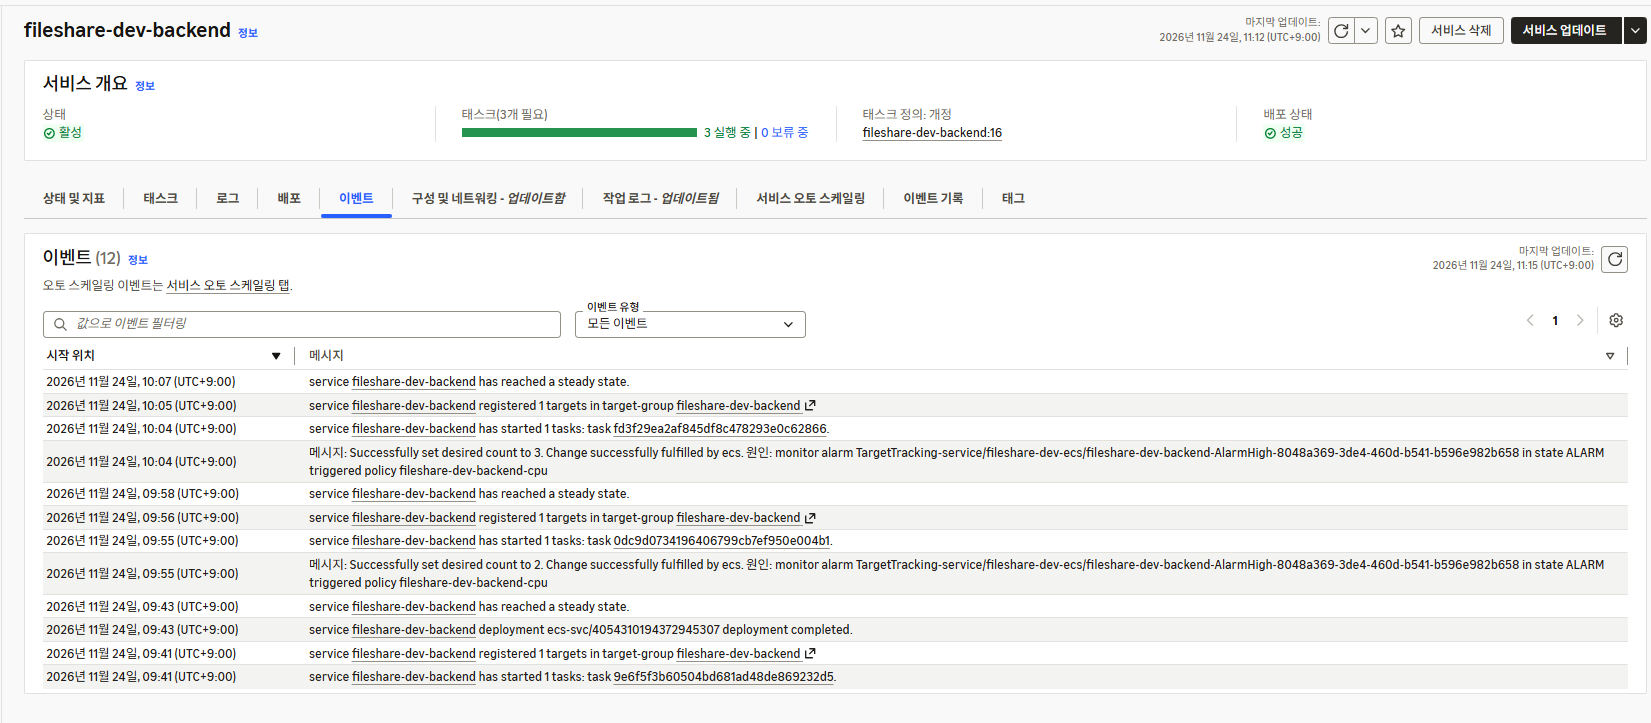 fileshare-dev-backend 정보
마지막 업데이트:
2026년 11월 24일, 11:12 (UTC+9:00)
서비스 삭제
서비스 업데이트
서비스 개요 정보
상태
활성
태스크(3개 필요)
3 실행 중 | 0 보류 중
태스크 정의: 개정
fileshare-dev-backend:16
배포 상태
성공
상태 및 지표
태스크
로그
배포
이벤트
구성 및 네트워킹 - 업데이트함
작업 로그 - 업데이트됨
서비스 오토 스케일링
이벤트 기록
태그
이벤트 (12) 정보
마지막 업데이트:
2026년 11월 24일, 11:15 (UTC+9:00)
오토 스케일링 이벤트는 서비스 오토 스케일링 탭.
값으로 이벤트 필터링
이벤트 유형
모든 이벤트
1
시작 위치 메시지
2026년 11월 24일, 10:07 (UTC+9:00) service fileshare-dev-backend has reached a steady state.
2026년 11월 24일, 10:05 (UTC+9:00) service fileshare-dev-backend registered 1 targets in target-group fileshare-dev-backend
2026년 11월 24일, 10:04 (UTC+9:00) service fileshare-dev-backend has started 1 tasks: task fd3f29ea2af845df8c478293e0c62866.
2026년 11월 24일, 10:04 (UTC+9:00) 메시지: Successfully set desired count to 3. Change successfully fulfilled by ecs. 원인: monitor alarm TargetTracking-service/fileshare-dev-ecs/fileshare-dev-backend-AlarmHigh-8048a369-3de4-460d-b541-b596e982b658 in state ALARM
triggered policy fileshare-dev-backend-cpu
2026년 11월 24일, 09:58 (UTC+9:00) service fileshare-dev-backend has reached a steady state.
2026년 11월 24일, 09:56 (UTC+9:00) service fileshare-dev-backend registered 1 targets in target-group fileshare-dev-backend
2026년 11월 24일, 09:55 (UTC+9:00) service fileshare-dev-backend has started 1 tasks: task 0dc9d0734196406799cb7ef950e004b1.
2026년 11월 24일, 09:55 (UTC+9:00) 메시지: Successfully set desired count to 2. Change successfully fulfilled by ecs. 원인: monitor alarm TargetTracking-service/fileshare-dev-ecs/fileshare-dev-backend-AlarmHigh-8048a369-3de4-460d-b541-b596e982b658 in state ALARM
triggered policy fileshare-dev-backend-cpu
2026년 11월 24일, 09:43 (UTC+9:00) service fileshare-dev-backend has reached a steady state.
2026년 11월 24일, 09:43 (UTC+9:00) service fileshare-dev-backend deployment ecs-svc/4054310194372945307 deployment completed.
2026년 11월 24일, 09:41 (UTC+9:00) service fileshare-dev-backend registered 1 targets in target-group fileshare-dev-backend
2026년 11월 24일, 09:41 (UTC+9:00) service fileshare-dev-backend has started 1 tasks: task 9e6f5f3b60504bd681ad48de869232d5.